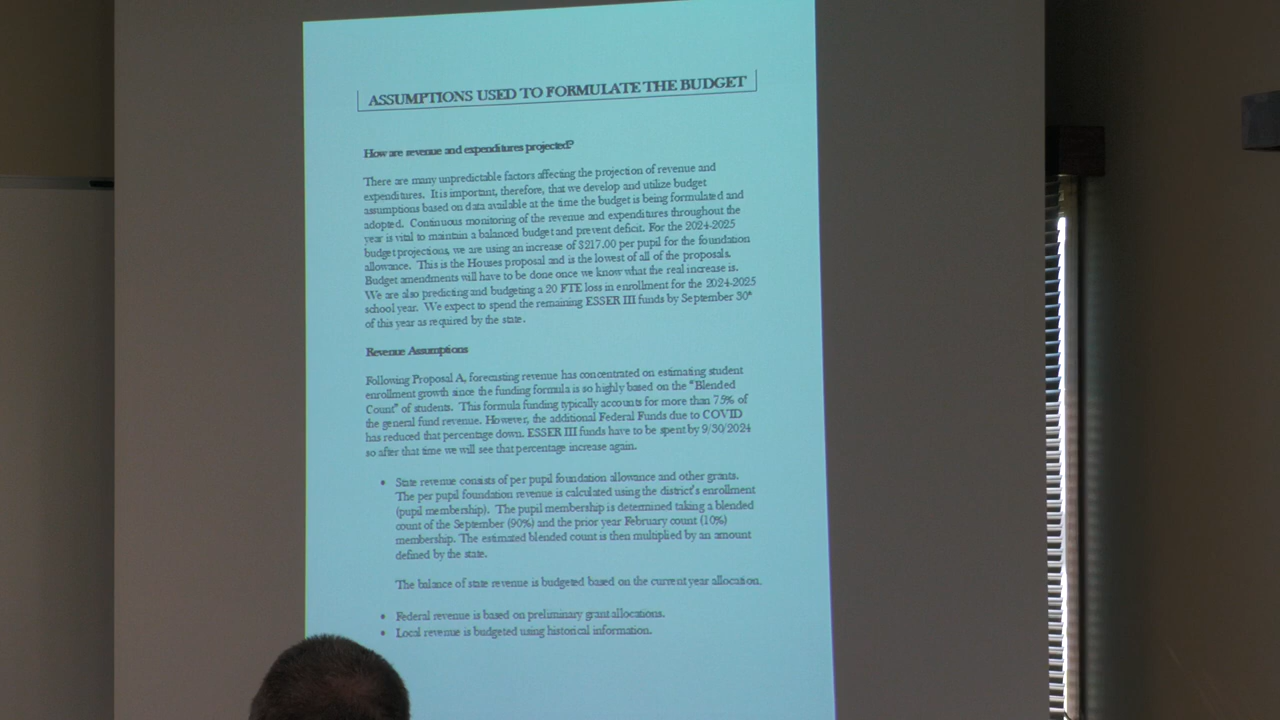 ASSUMPTIONS USED TO FORMULATE THE BUDGET
How are revenue and expenditures projected?
There are many unpredictable factors affecting the projection of revenue and
expenditures. It is important, therefore, that we develop and utilize budget
assumptions based on data available at the time the budget is being formulated and
adopted. Continuous monitoring of the revenue and expenditures throughout the
year is vital to maintain a balanced budget and prevent deficit. For the 2024-2025
budget projections, we are using an increase of $217.00 per pupil for the foundation
allowance. This is the Houses proposal and is the lowest of all of the proposals.
Budget amendments will have to be done once we know what the real increase is.
We are also predicting and budgeting a 20 FTE loss in enrollment for the 2024-2025
school year. We expect to spend the remaining ESSER III funds by September 30th
of this year as required by the state.
Revenue Assumptions
Following Proposal A, forecasting revenue has concentrated on estimating student
enrollment growth since the funding formula is so highly based on the "Blended
Count" of students. This formula funding typically accounts for more than 75% of
the general fund revenue. However, the additional Federal Funds due to COVID
has reduced that percentage down. ESSER III funds have to be spent by 9/30/2024
so after that time we will see that percentage increase again.
• State revenue consists of per pupil foundation allowance and other grants.
The per pupil foundation revenue is calculated using the district's enrollment
(pupil membership). The pupil membership is determined taking a blended
count of the September (90%) and the prior year February count (10%)
membership. The estimated blended count is then multiplied by an amount
defined by the state.
The balance of state revenue is budgeted based on the current year allocation.
• Federal revenue is based on preliminary grant allocations.
• Local revenue is budgeted using historical information.